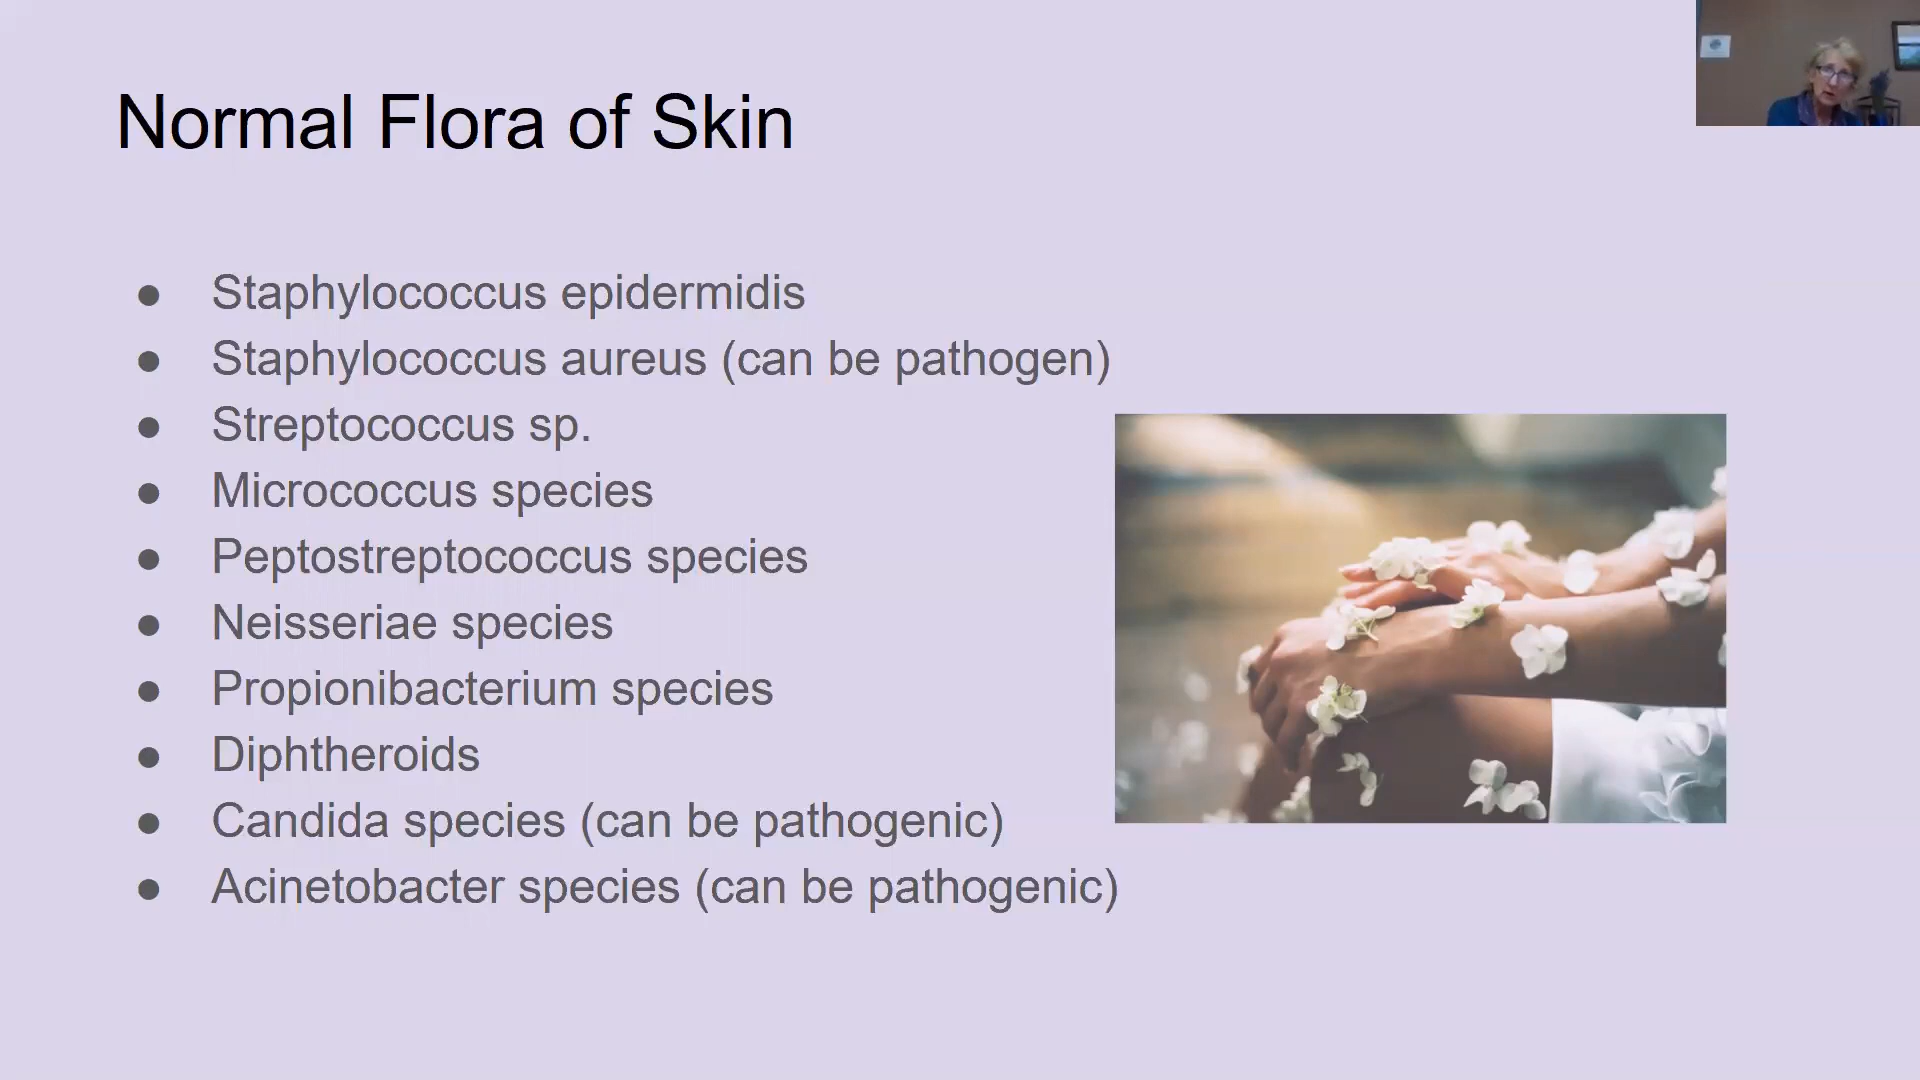 Normal Flora of Skin
● Staphylococcus epidermidis
● Staphylococcus aureus (can be pathogen)
● Streptococcus sp.
● Micrococcus species
● Peptostreptococcus species
● Neisseriae species
● Propionibacterium species
● Diphtheroids
● Candida species (can be pathogenic)
● Acinetobacter species (can be pathogenic)